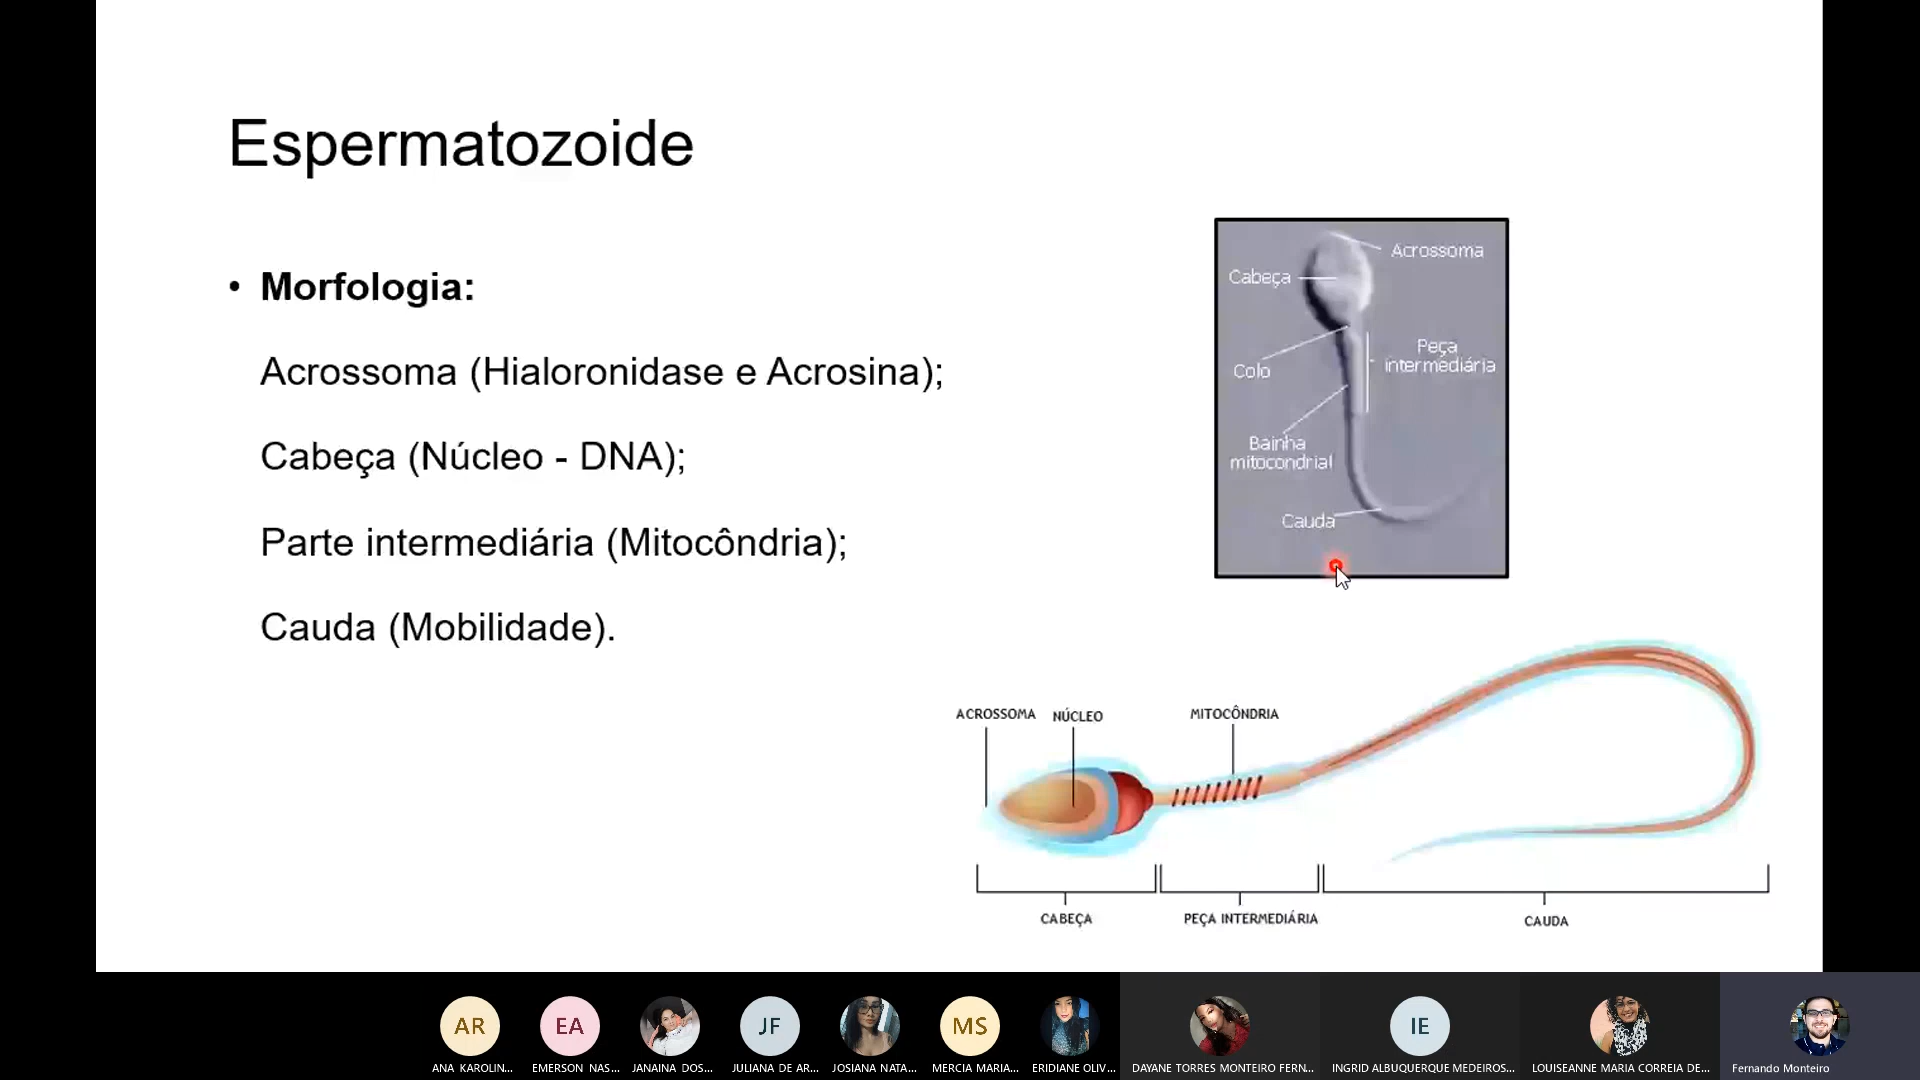 Espermatozoide
• Morfologia:
Acrossoma (Hialoronidase e Acrosina);
Cabeça (Núcleo - DNA);
Parte intermediária (Mitocôndria);
Cauda (Mobilidade).
Acrossoma
Cabeça
Peça
intermediária
Colo
Bainha
mitocondrial
Cauda
ACROSSOMA NÚCLEO MITOCÔNDRIA
CABEÇA PEÇA INTERMEDIÁRIA CAUDA
AR EA JF MS IE
ANA KAROLIN... EMERSON NAS... JANAINA DOS... JULIANA DE AR... JOSIANA NATA... MERCIA MARIA... ERIDIANE OLIV... DAYANE TORRES MONTEIRO FERN... INGRID ALBUQUERQUE MEDEIROS... LOUISEANNE MARIA CORREIA DE... Fernando Monteiro